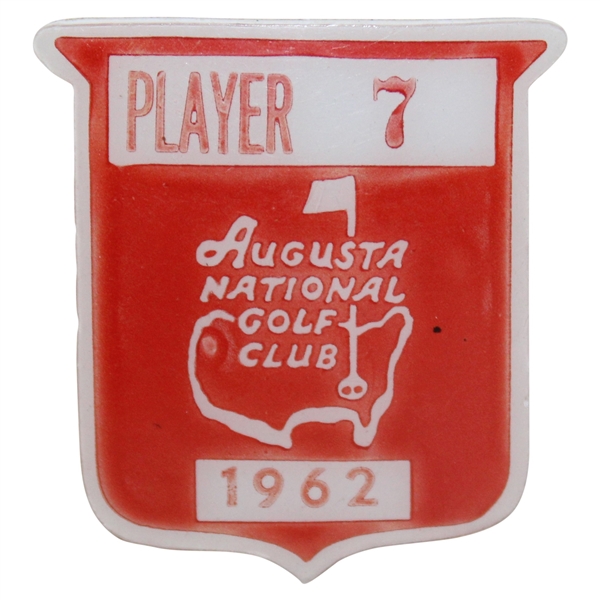 PLAYER 7
AUGUSTA
NATIONAL
GOLF
CLUB
1962